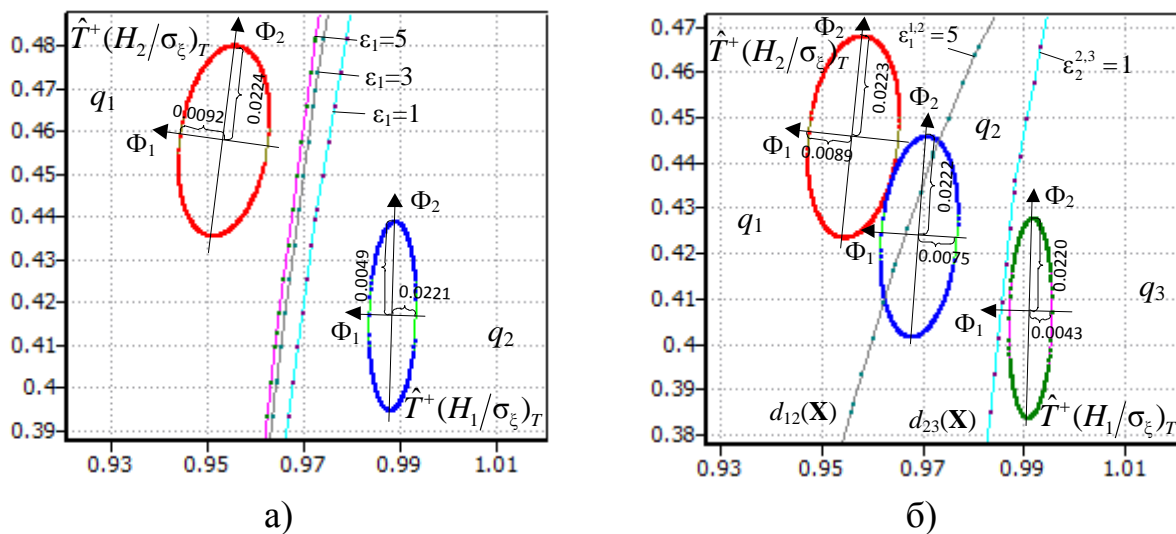 T̂⁺(H₂/σ_ξ)_T
Φ₂
ε₁=5
ε₁=3
ε₁=1
q₁
0.0092
0.0224
Φ₁
Φ₂
0.0049
0.0221
Φ₁
q₂
T̂⁺(H₁/σ_ξ)_T
0.48
0.47
0.46
0.45
0.44
0.43
0.42
0.41
0.4
0.39
0.93 0.95 0.97 0.99 1.01
а)
T̂⁺(H₂/σ_ξ)_T
Φ₂
ε₁^{1,2}=5
ε₂^{2,3}=1
0.0223
Φ₁
0.0089
Φ₂
q₂
0.0222
q₁
Φ₁
0.0075
Φ₂
0.0220
q₃
Φ₁
0.0043
d₁₂(X)
d₂₃(X)
T̂⁺(H₁/σ_ξ)_T
0.47
0.46
0.45
0.44
0.43
0.42
0.41
0.4
0.39
0.38
0.93 0.95 0.97 0.99 1.01
б)